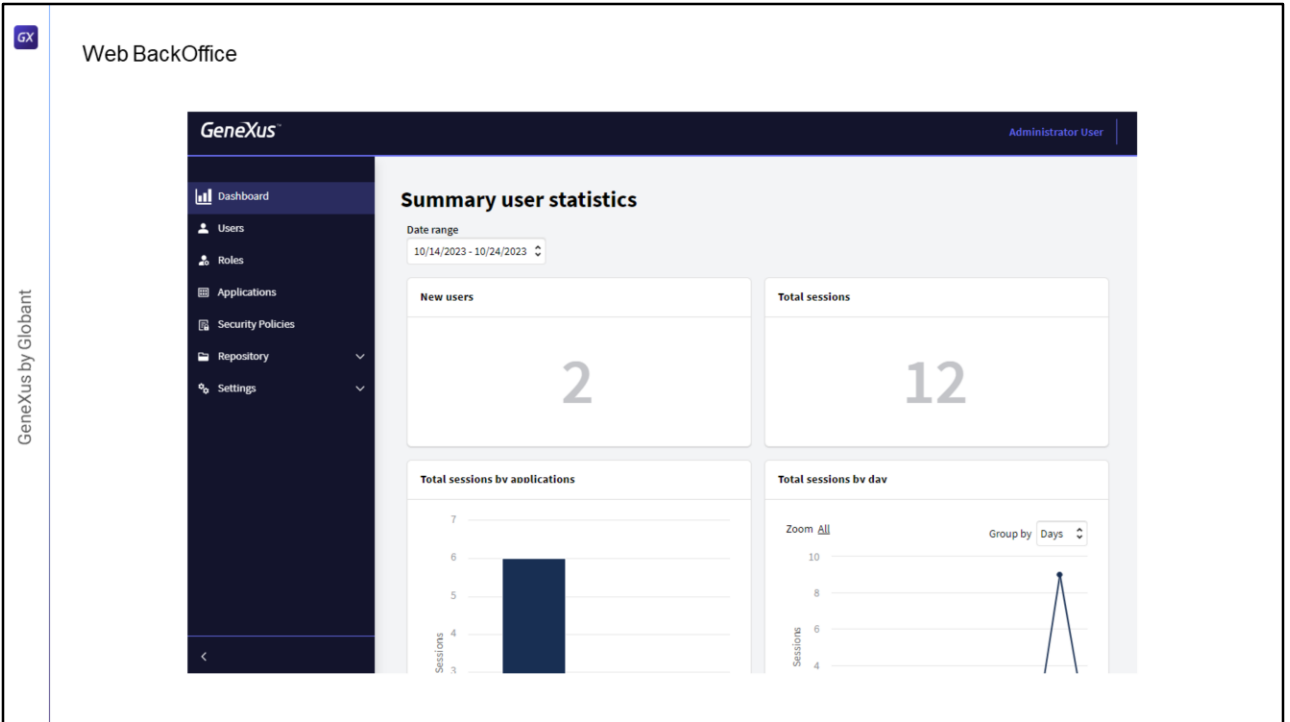 GX
Web BackOffice
GeneXus by Globant
GeneXus™
Administrator User
Dashboard
Users
Roles
Applications
Security Policies
Repository
Settings
Summary user statistics
Date range
10/14/2023 - 10/24/2023
New users
2
Total sessions
12
Total sessions by applications
7
6
5
4
3
Sessions
Total sessions by day
Zoom All
Group by Days
10
8
6
4
Sessions